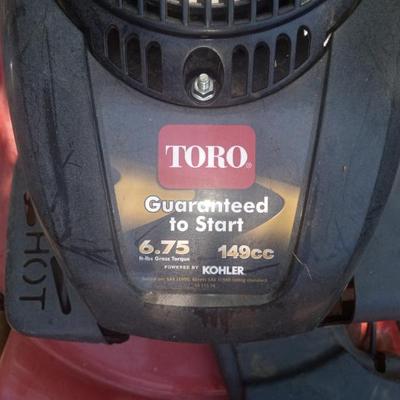 TORO
Guaranteed
to Start
6.75 149cc
ft-lbs Gross Torque
POWERED BY KOHLER
HOT